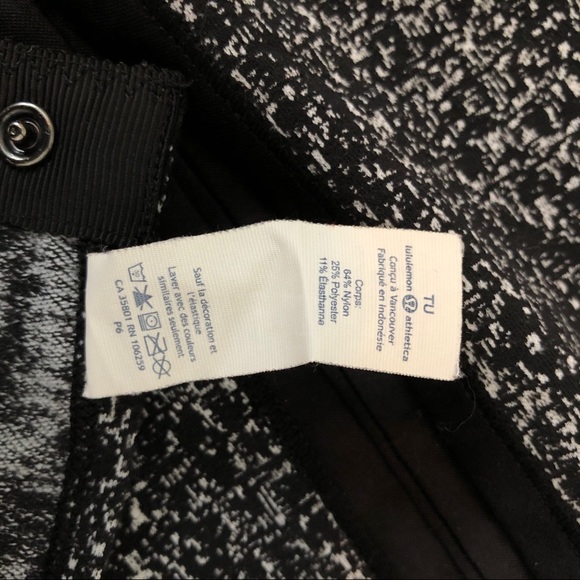 TU
lululemon athletica
Conçu à Vancouver
Fabriqué en Indonésie
Corps:
64% Nylon
25% Polyester
11% Élasthanne
Sauf la décoration et
l'élastique
Laver avec des couleurs
similaires seulement
CA 35801 RN 106259
P6